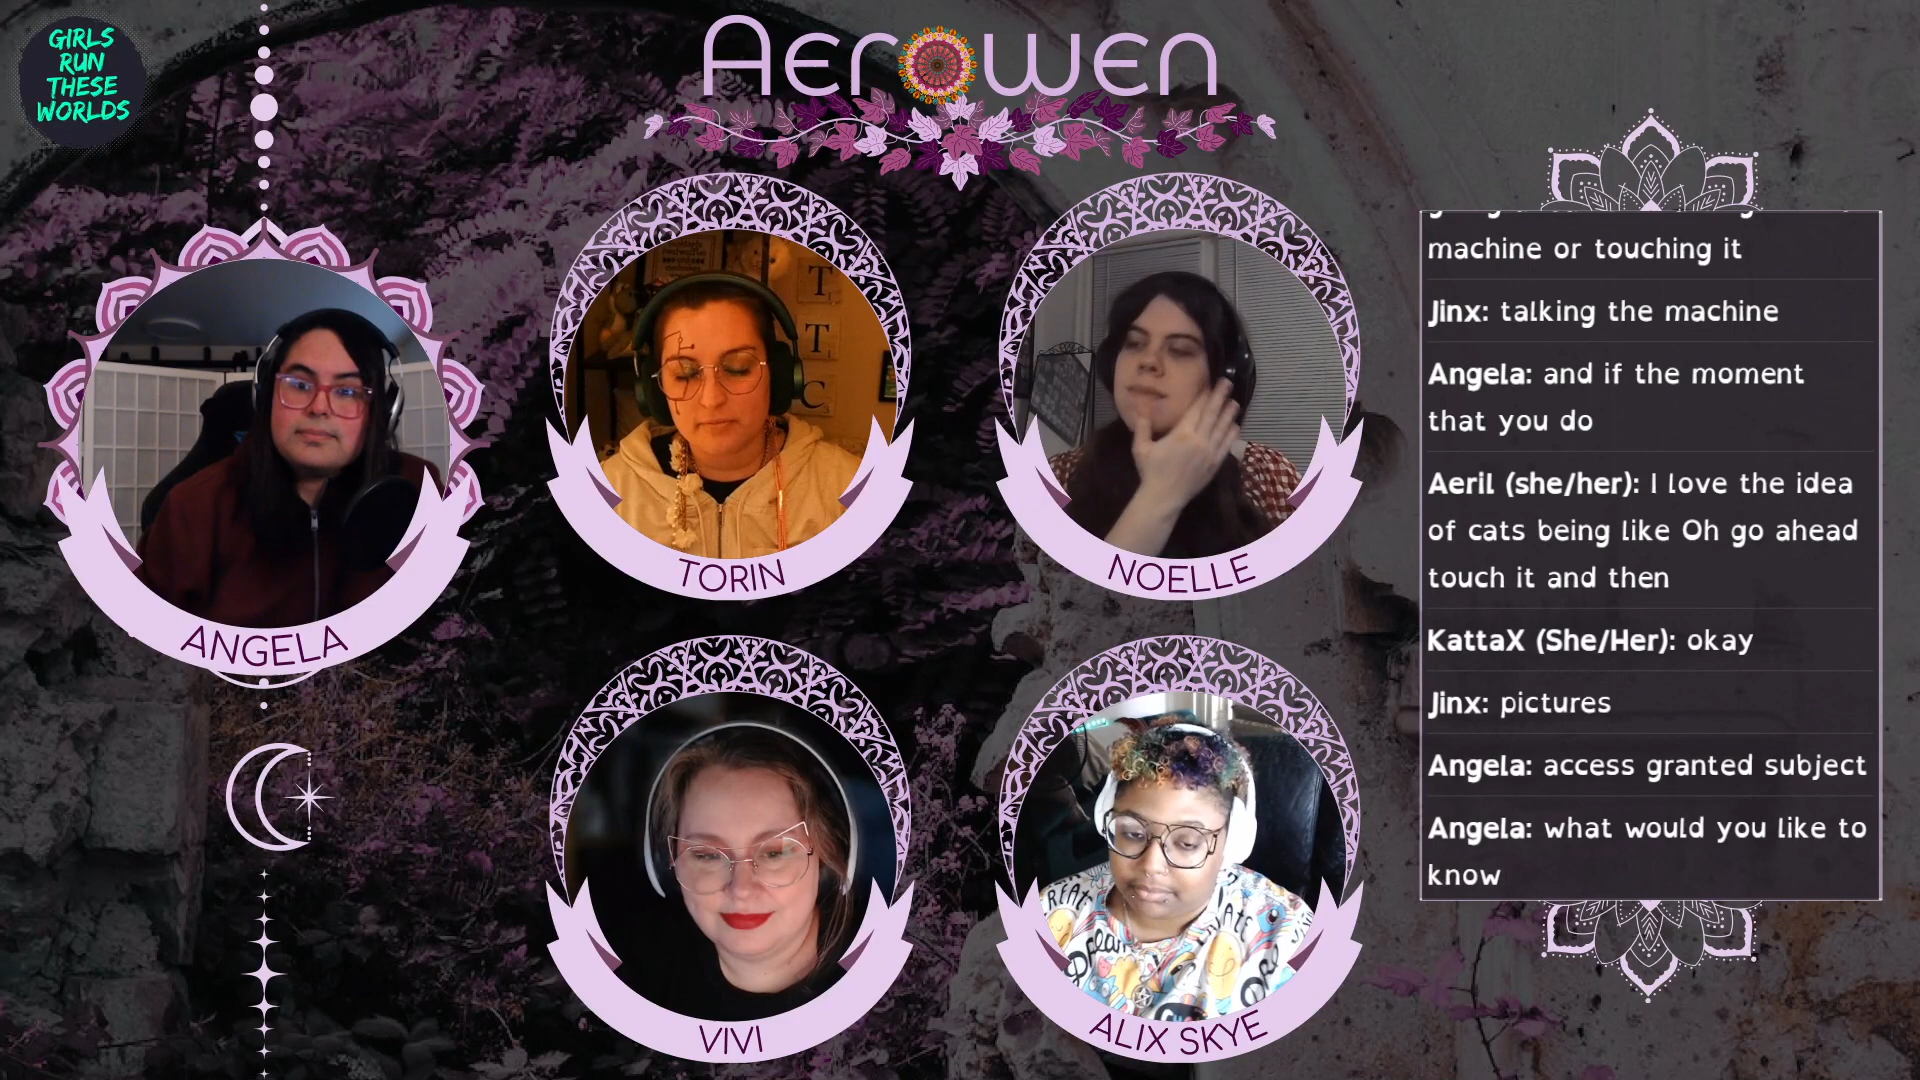 GIRLS
RUN
THESE
WORLDS
AEROWEN
T
T
C
ANGELA
TORIN
NOELLE
VIVI
ALIX SKYE
machine or touching it
Jinx: talking the machine
Angela: and if the moment
that you do
Aeril (she/her): I love the idea
of cats being like Oh go ahead
touch it and then
KattaX (She/Her): okay
Jinx: pictures
Angela: access granted subject
Angela: what would you like to
know